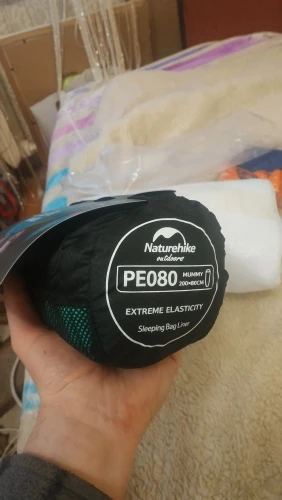 Naturehike
outdoors
PE080 MUMMY
200×80CM
EXTREME ELASTICITY
Sleeping Bag Liner